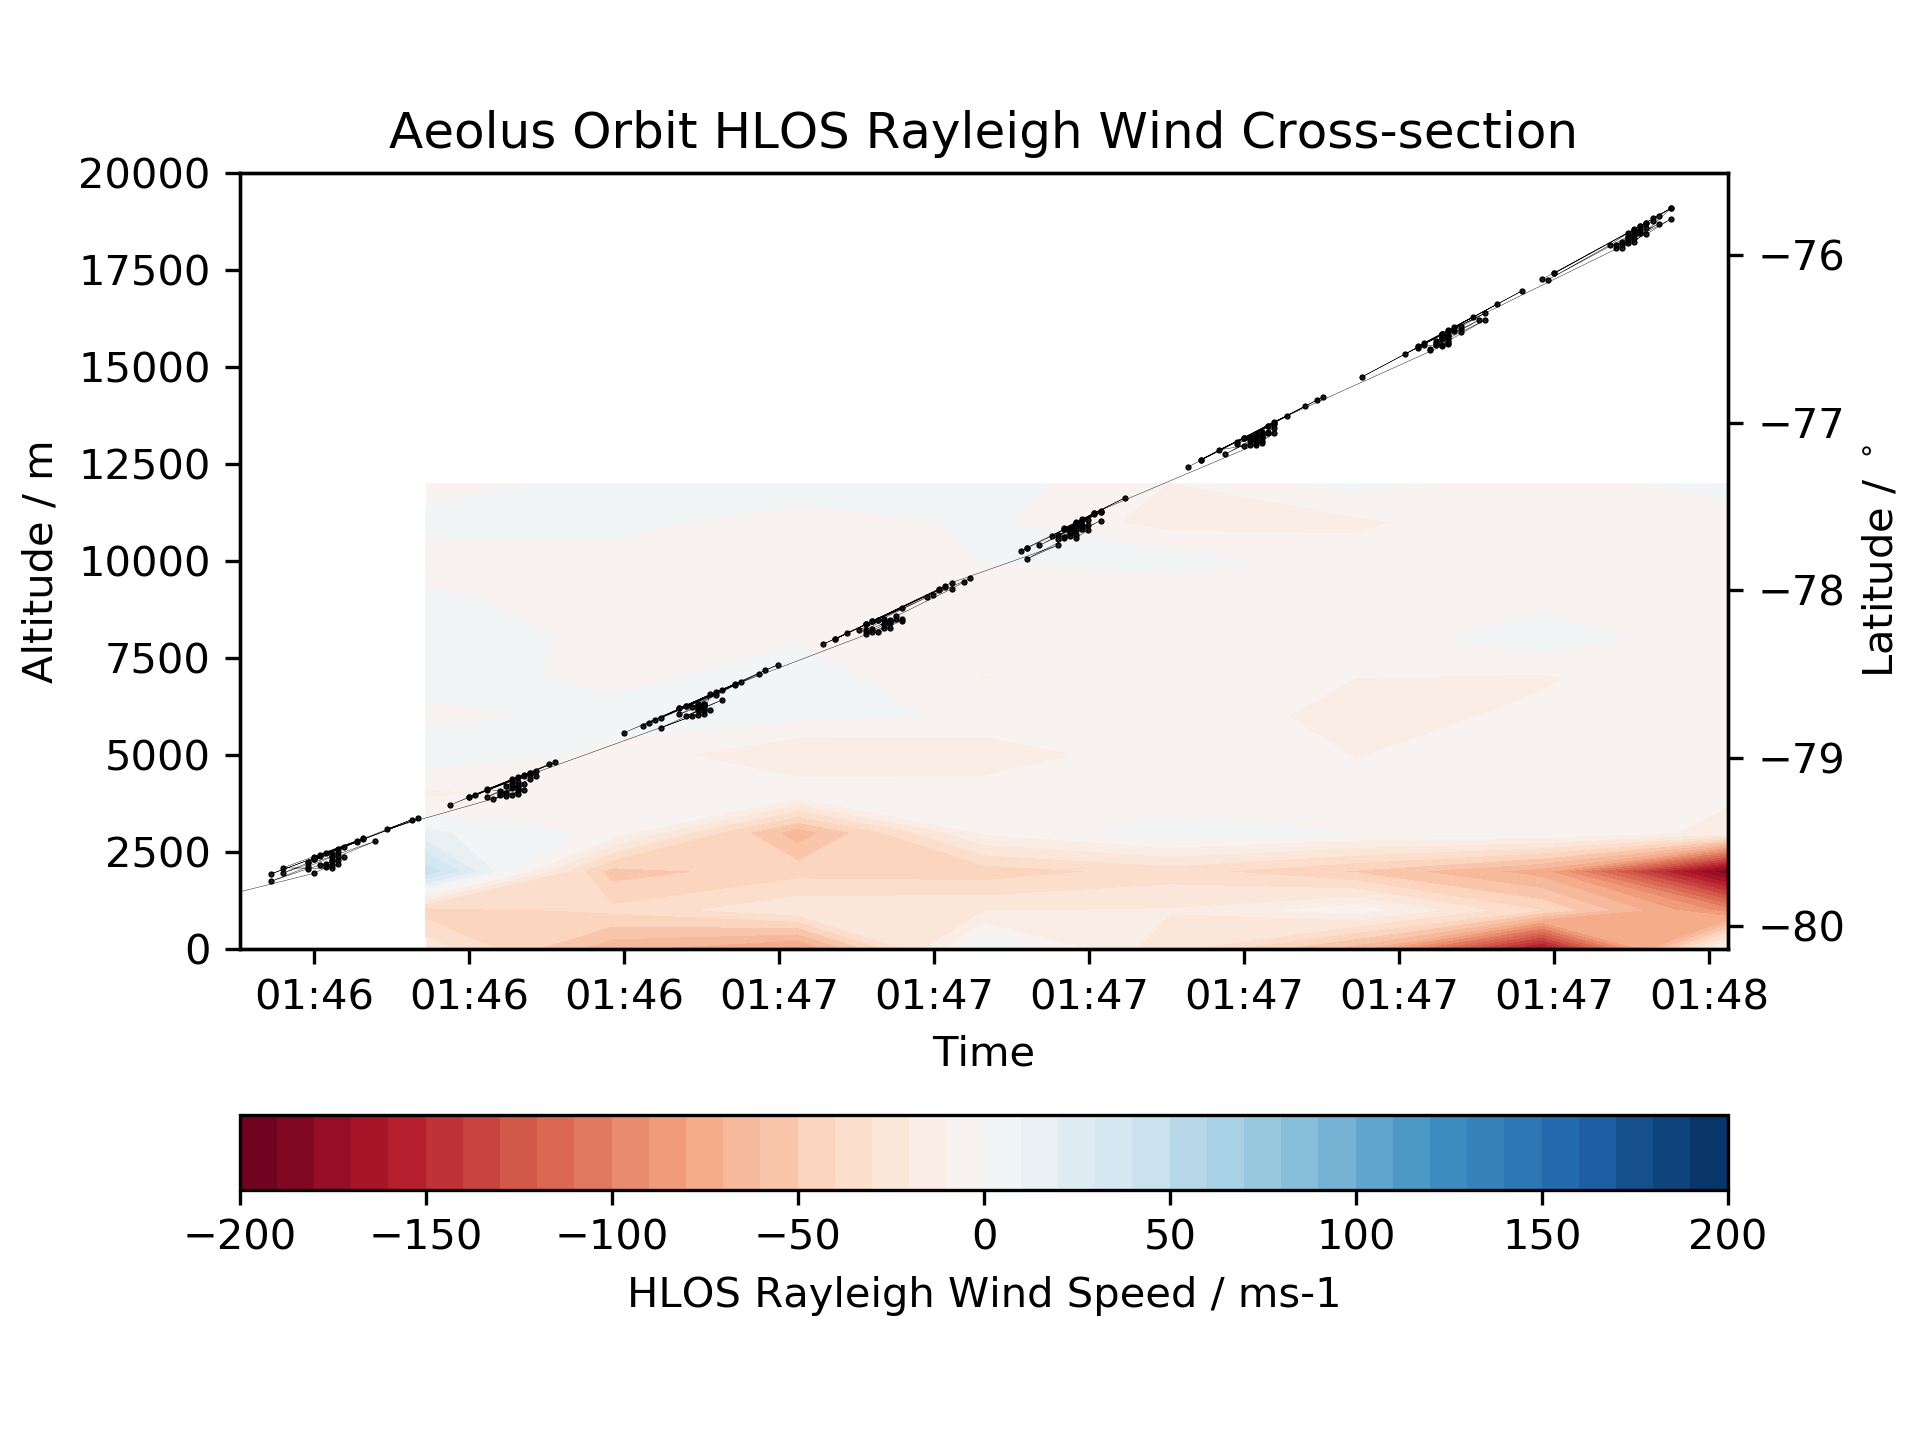 Aeolus Orbit HLOS Rayleigh Wind Cross-section
20000
17500
15000
12500
10000
7500
5000
2500
0
Altitude / m
−76
−77
−78
−79
−80
Latitude / °
01:46 01:46 01:46 01:47 01:47 01:47 01:47 01:47 01:47 01:48
Time
−200 −150 −100 −50 0 50 100 150 200
HLOS Rayleigh Wind Speed / ms-1